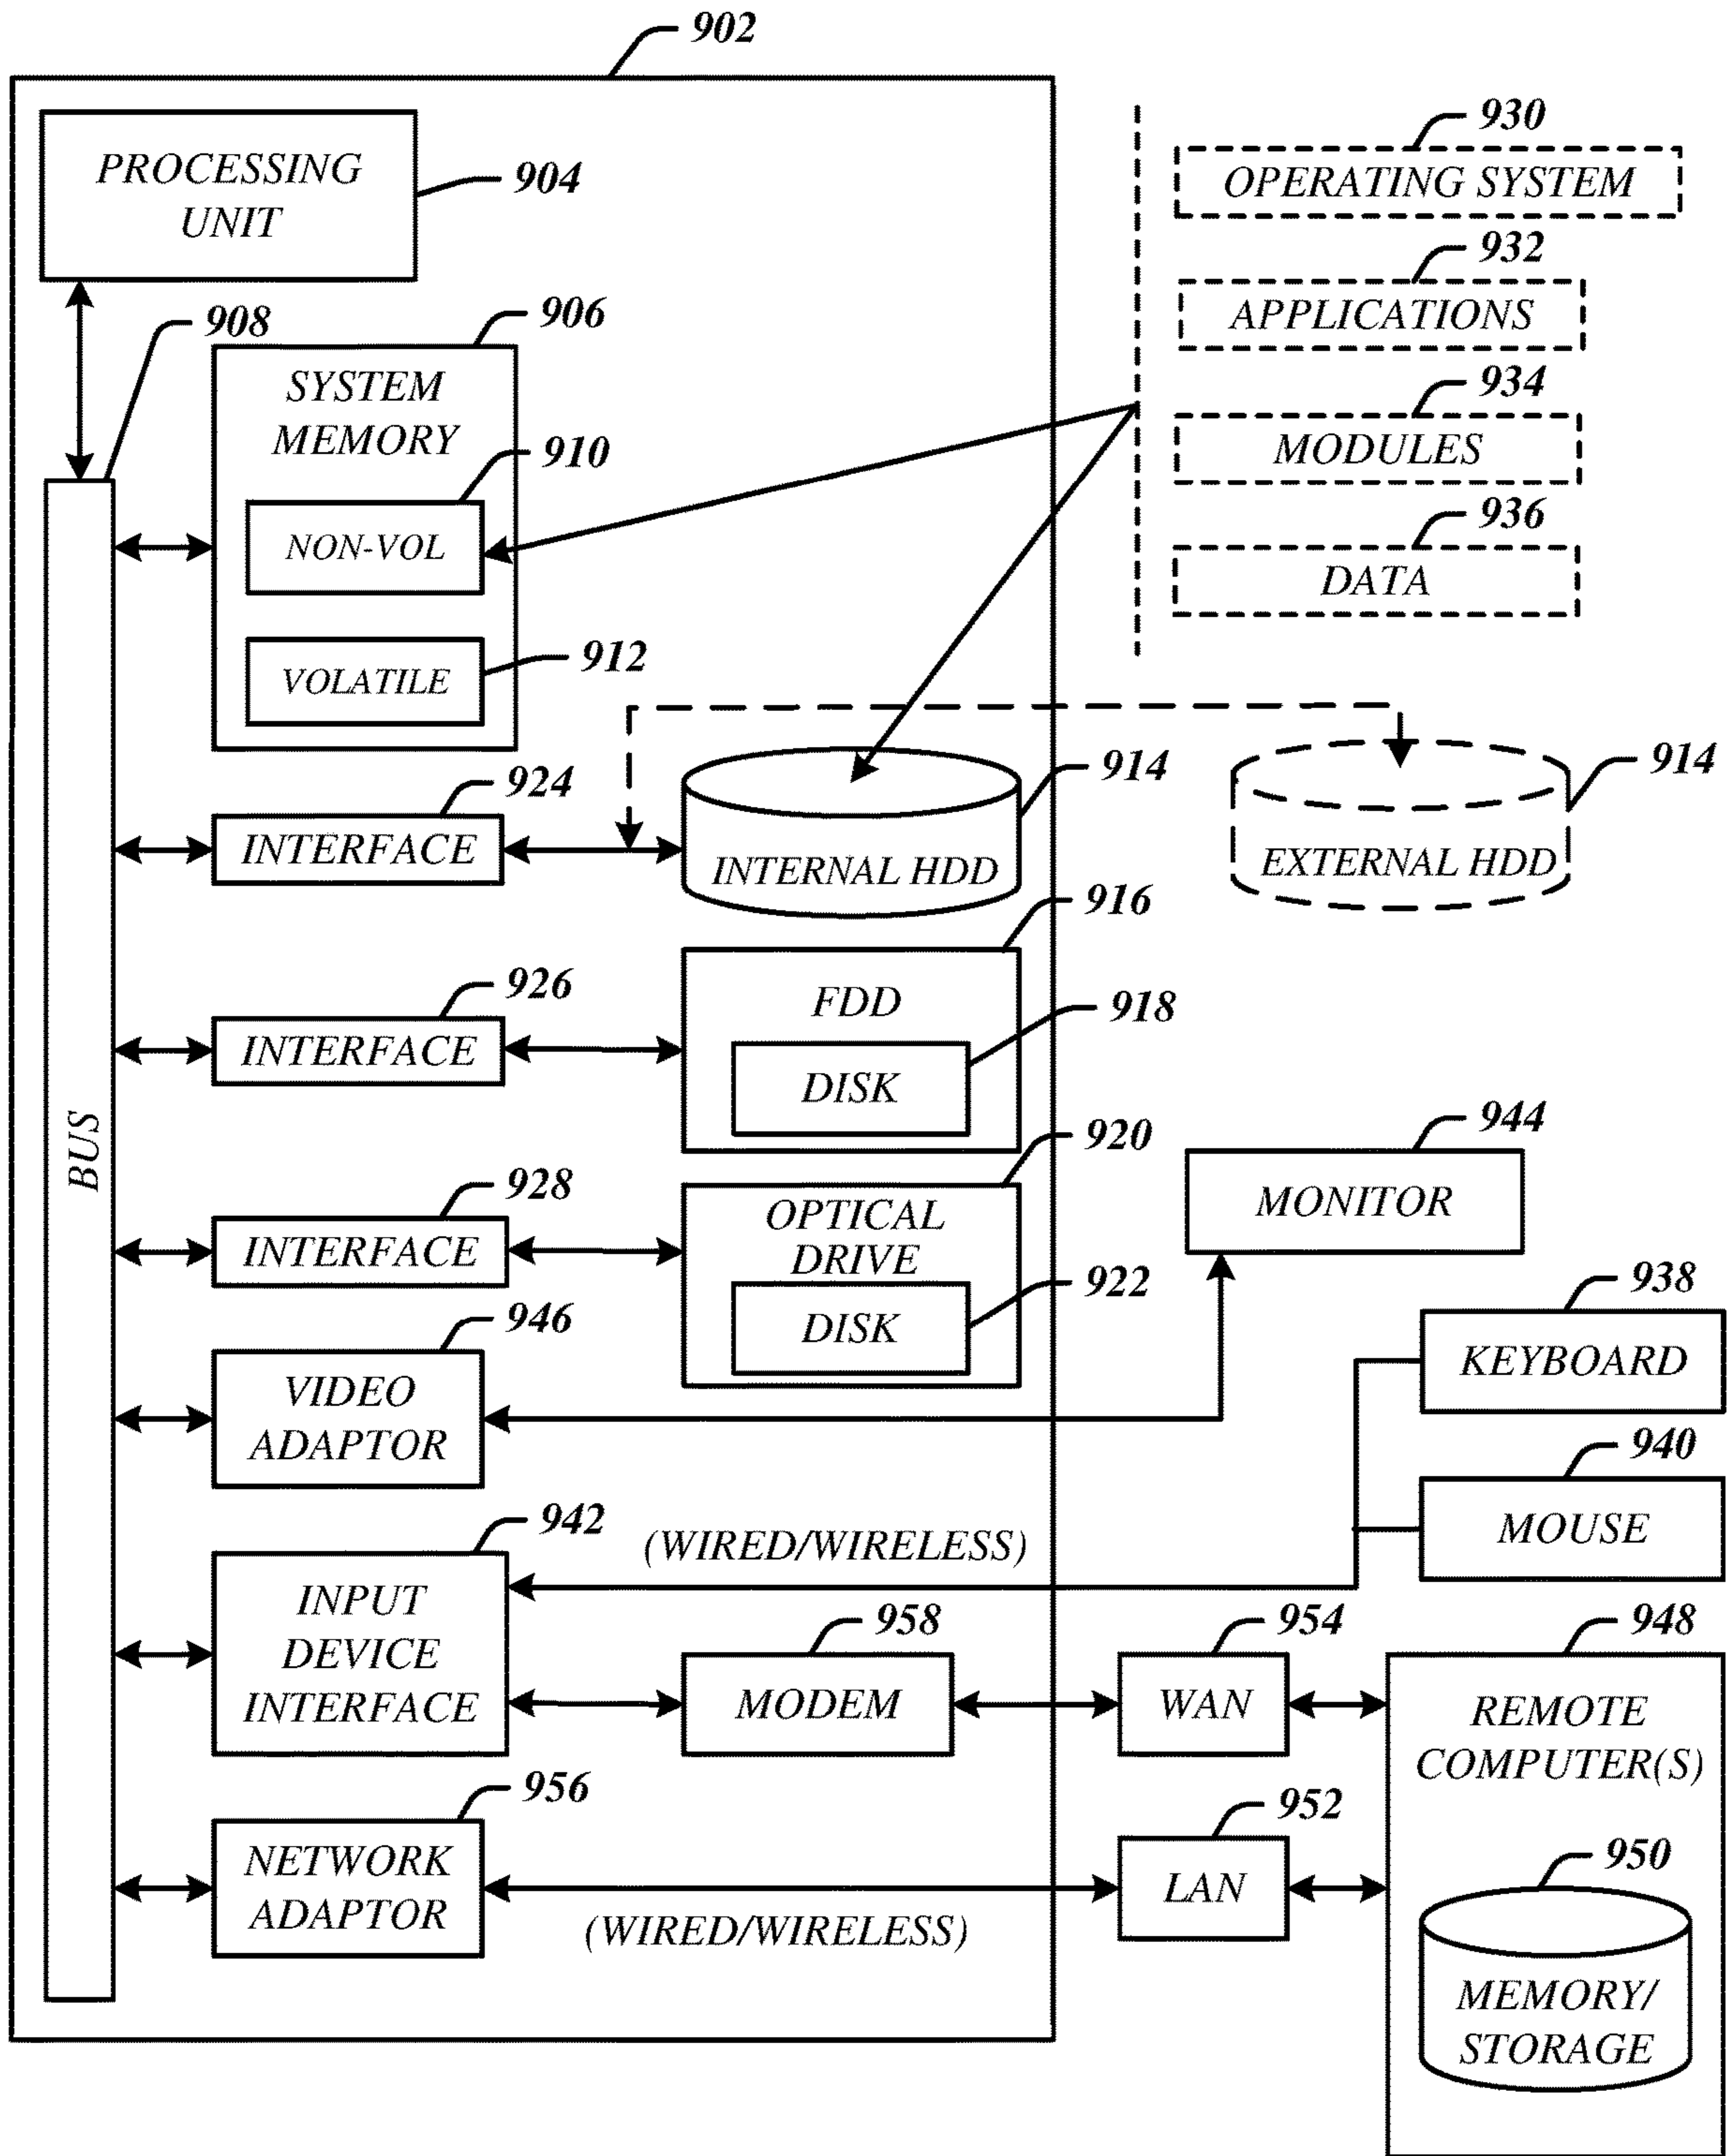 902
PROCESSING
UNIT
904
930
OPERATING SYSTEM
932
APPLICATIONS
934
MODULES
936
DATA
908
906
SYSTEM
MEMORY
910
NON-VOL
912
VOLATILE
924
INTERFACE
914
INTERNAL HDD
914
EXTERNAL HDD
916
FDD
918
DISK
926
INTERFACE
BUS
920
OPTICAL
DRIVE
922
DISK
928
INTERFACE
944
MONITOR
938
KEYBOARD
946
VIDEO
ADAPTOR
940
MOUSE
942
INPUT
DEVICE
INTERFACE
(WIRED/WIRELESS)
958
MODEM
954
WAN
948
REMOTE
COMPUTER(S)
956
NETWORK
ADAPTOR
(WIRED/WIRELESS)
952
LAN
950
MEMORY/
STORAGE